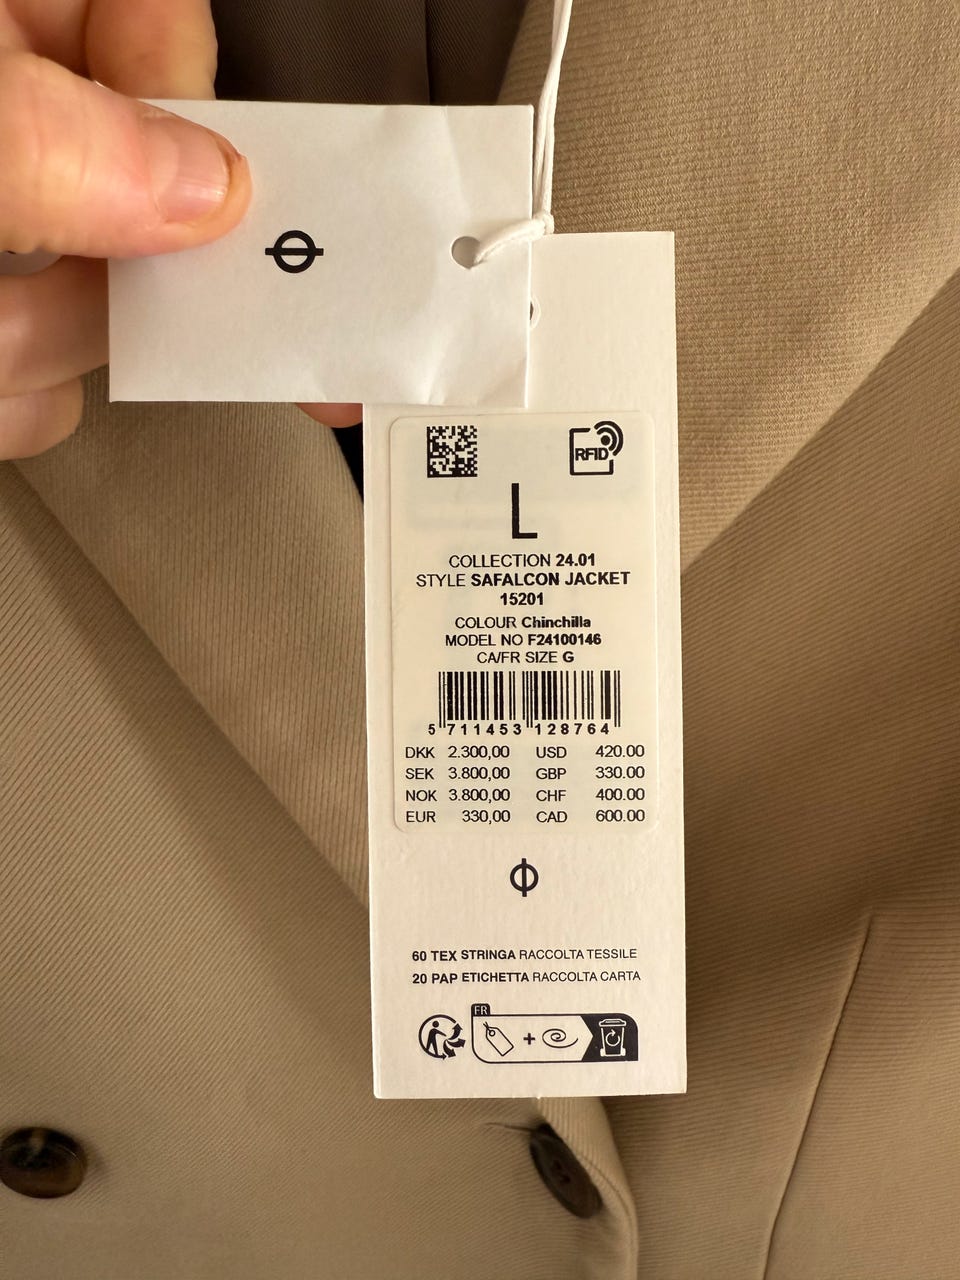 RFID
L
COLLECTION 24.01
STYLE SAFALCON JACKET
15201
COLOUR Chinchilla
MODEL NO F24100146
CA/FR SIZE G
5 711453 128764
DKK 2.300,00 USD 420.00
SEK 3.800,00 GBP 330.00
NOK 3.800,00 CHF 400.00
EUR 330,00 CAD 600.00
60 TEX STRINGA RACCOLTA TESSILE
20 PAP ETICHETTA RACCOLTA CARTA
FR
+